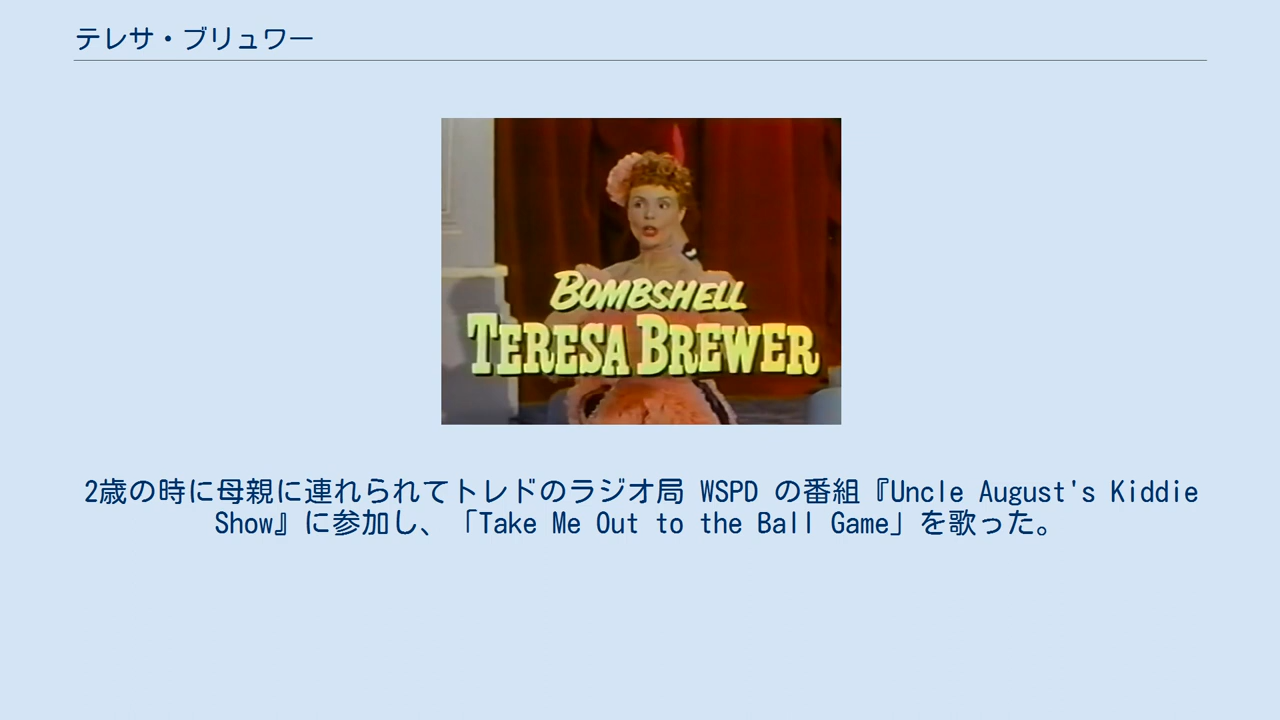 テレサ・ブリュワー
BOMBSHELL
TERESA BREWER
2歳の時に母親に連れられてトレドのラジオ局 WSPD の番組『Uncle August's Kiddie
Show』に参加し、「Take Me Out to the Ball Game」を歌った。